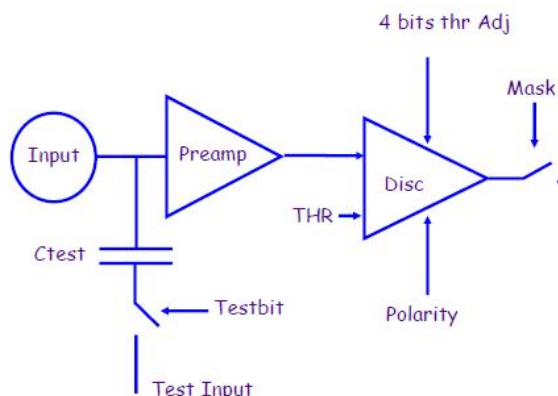 4 bits thr Adj
Mask
Input
Preamp
Disc
THR
Ctest
Testbit
Polarity
Test Input